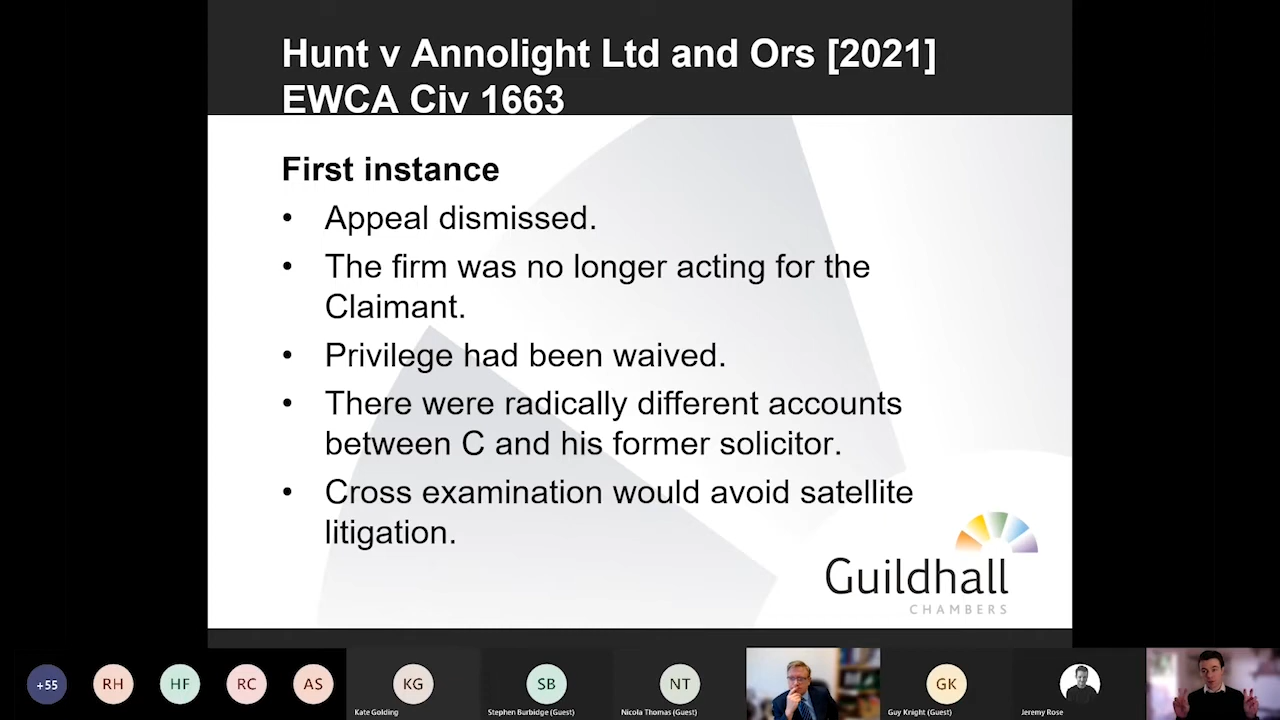 Hunt v Annolight Ltd and Ors [2021]
EWCA Civ 1663
First instance
• Appeal dismissed.
• The firm was no longer acting for the
Claimant.
• Privilege had been waived.
• There were radically different accounts
between C and his former solicitor.
• Cross examination would avoid satellite
litigation.
Guildhall
CHAMBERS
+55
RH
HF
RC
AS
KG
Kate Golding
SB
Stephen Burbidge (Guest)
NT
Nicola Thomas (Guest)
GK
Guy Knight (Guest)
Jeremy Rose